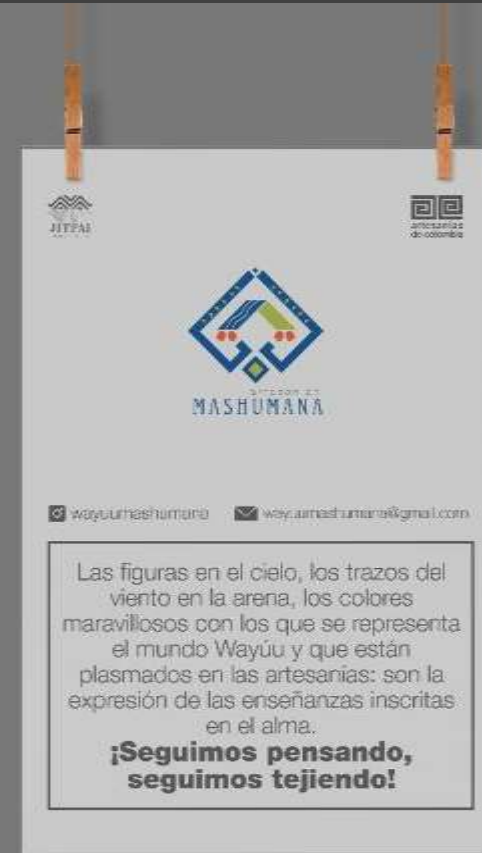 JITPAI
artesanías
de colombia
MASHUMANA
wayuumashumana
wayuumashumana@gmail.com
Las figuras en el cielo, los trazos del
viento en la arena, los colores
maravillosos con los que se representa
el mundo Wayúu y que están
plasmados en las artesanías: son la
expresión de las enseñanzas inscritas
en el alma.
¡Seguimos pensando,
seguimos tejiendo!